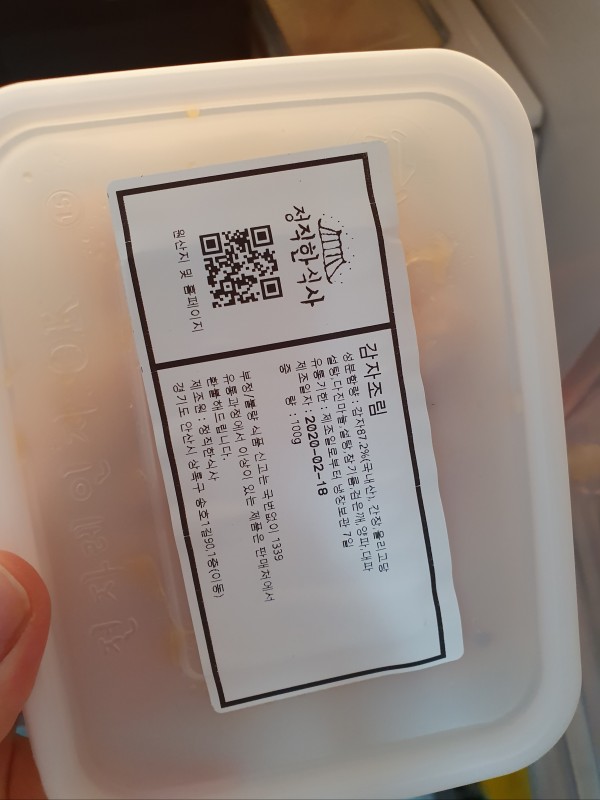 정직한식사
원산지 및 홈페이지
감자조림
성분함량 : 감자87.2%(국내산), 간장,올리고당
설탕,다진마늘,설탕,참기름,검은깨,양파,대파
유통기한 : 제조일로부터 냉장보관 7일
제조일자 : 2020-02-18
중 량 : 100g
부정/불량 식품 신고는 국번없이 1339
유통과정에서 이상이 있는 제품은 판매처에서
환불해드립니다.
제조원 : 정직한식사
경기도 안산시 상록구 송호1길90,1층(이동)